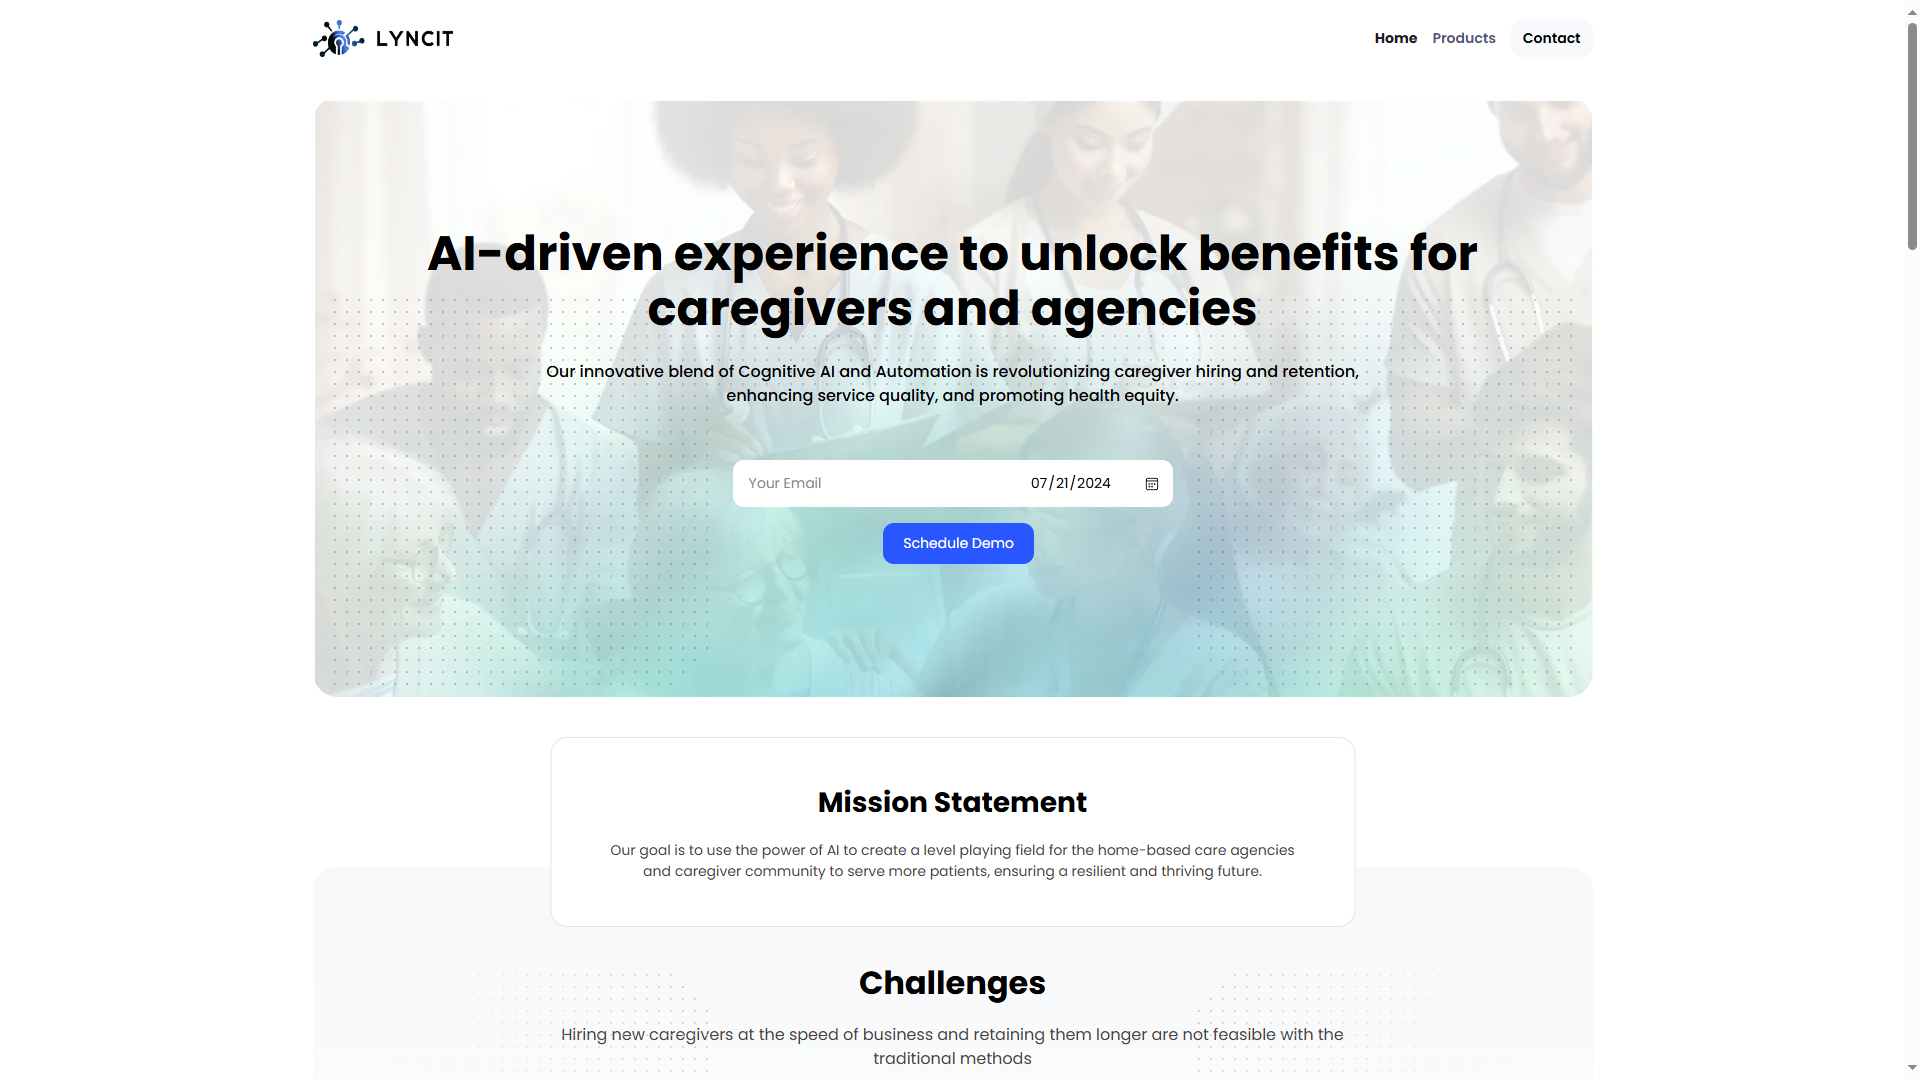 LYNCIT
Home Products Contact
AI-driven experience to unlock benefits for
caregivers and agencies
Our innovative blend of Cognitive AI and Automation is revolutionizing caregiver hiring and retention,
enhancing service quality, and promoting health equity.
Your Email 07/21/2024
Schedule Demo
Mission Statement
Our goal is to use the power of AI to create a level playing field for the home-based care agencies
and caregiver community to serve more patients, ensuring a resilient and thriving future.
Challenges
Hiring new caregivers at the speed of business and retaining them longer are not feasible with the
traditional methods